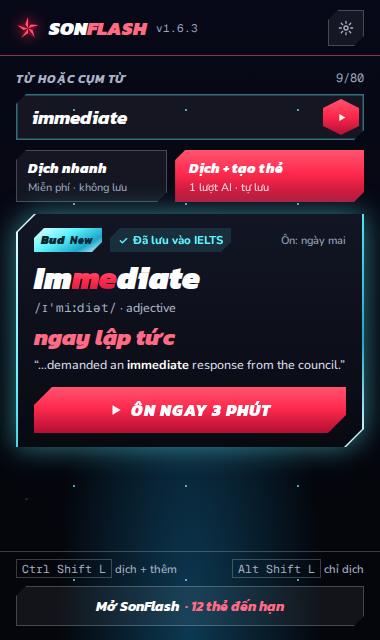 SONFLASH v1.6.3
TỪ HOẶC CỤM TỪ 9/80
immediate
Dịch nhanh
Miễn phí · không lưu
Dịch + tạo thẻ
1 lượt AI · tự lưu
Bud New ✓ Đã lưu vào IELTS Ôn: ngày mai
Immediate
/ɪˈmiːdiət/ · adjective
ngay lập tức
“…demanded an immediate response from the council.”
ÔN NGAY 3 PHÚT
Ctrl Shift L dịch + thêm Alt Shift L chỉ dịch
Mở SonFlash · 12 thẻ đến hạn